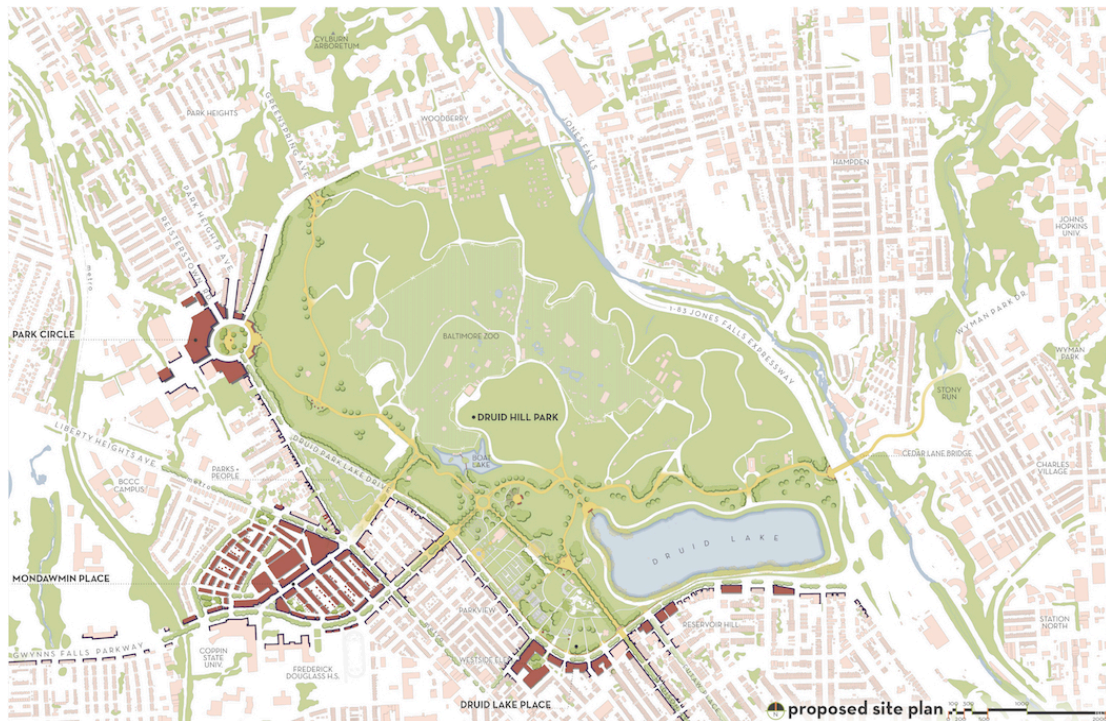 CYLBURN
ARBORETUM
PARK HEIGHTS
GREENSPRING AVE
WOODBERRY
JONES FALLS
HAMPDEN
JOHNS
HOPKINS
UNIV.
PARK HEIGHTS AVE
REISTERSTOWN
metro
PARK CIRCLE
BALTIMORE ZOO
I-83 JONES FALLS EXPRESSWAY
WYMAN PARK DR
WYMAN
PARK
STONY
RUN
DRUID HILL PARK
LIBERTY HEIGHTS AVE
DRUID PARK LAKE DRIVE
BOAT
LAKE
CEDAR LANE BRIDGE
CHARLES
VILLAGE
PARKS +
PEOPLE
BCCC
CAMPUS
metro
DRUID LAKE
MONDAWMIN PLACE
PARKVIEW
RESERVOIR HILL
STATION
NORTH
GWYNNS FALLS PARKWAY
COPPIN
STATE
UNIV.
FREDERICK
DOUGLASS H.S.
DRUID LAKE PLACE
N
proposed site plan